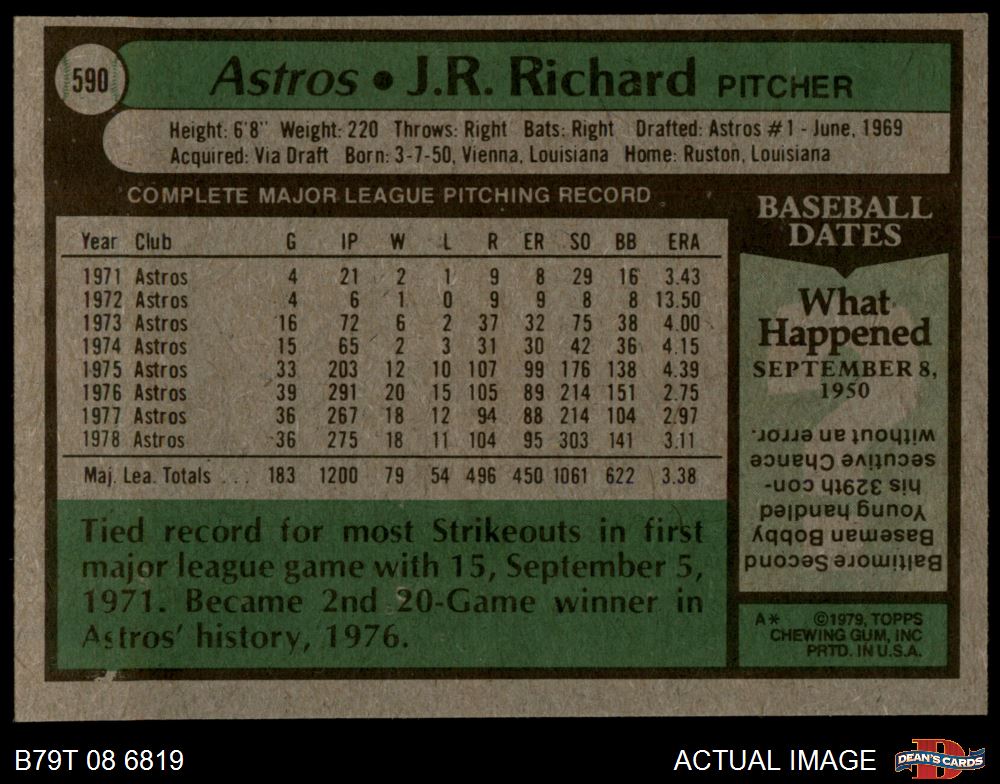 590
Astros • J.R. Richard PITCHER
Height: 6'8" Weight: 220 Throws: Right Bats: Right Drafted: Astros #1 - June, 1969
Acquired: Via Draft Born: 3-7-50, Vienna, Louisiana Home: Ruston, Louisiana
COMPLETE MAJOR LEAGUE PITCHING RECORD
Year Club G IP W L R ER SO BB ERA
1971 Astros 4 21 2 1 9 8 29 16 3.43
1972 Astros 4 6 1 0 9 9 8 8 13.50
1973 Astros 16 72 6 2 37 32 75 38 4.00
1974 Astros 15 65 2 3 31 30 42 36 4.15
1975 Astros 33 203 12 10 107 99 176 138 4.39
1976 Astros 39 291 20 15 105 89 214 151 2.75
1977 Astros 36 267 18 12 94 88 214 104 2.97
1978 Astros 36 275 18 11 104 95 303 141 3.11
Maj. Lea. Totals . . . 183 1200 79 54 496 450 1061 622 3.38
Tied record for most Strikeouts in first
major league game with 15, September 5,
1971. Became 2nd 20-Game winner in
Astros' history, 1976.
BASEBALL
DATES
What
Happened
SEPTEMBER 8,
1950
Baltimore Second
Baseman Bobby
Young handled
his 329th con-
secutive Chance
without an error.
A* ©1979, TOPPS
CHEWING GUM, INC
PRTD. IN U.S.A.
B79T 08 6819
ACTUAL IMAGE
D
DEAN'S CARDS